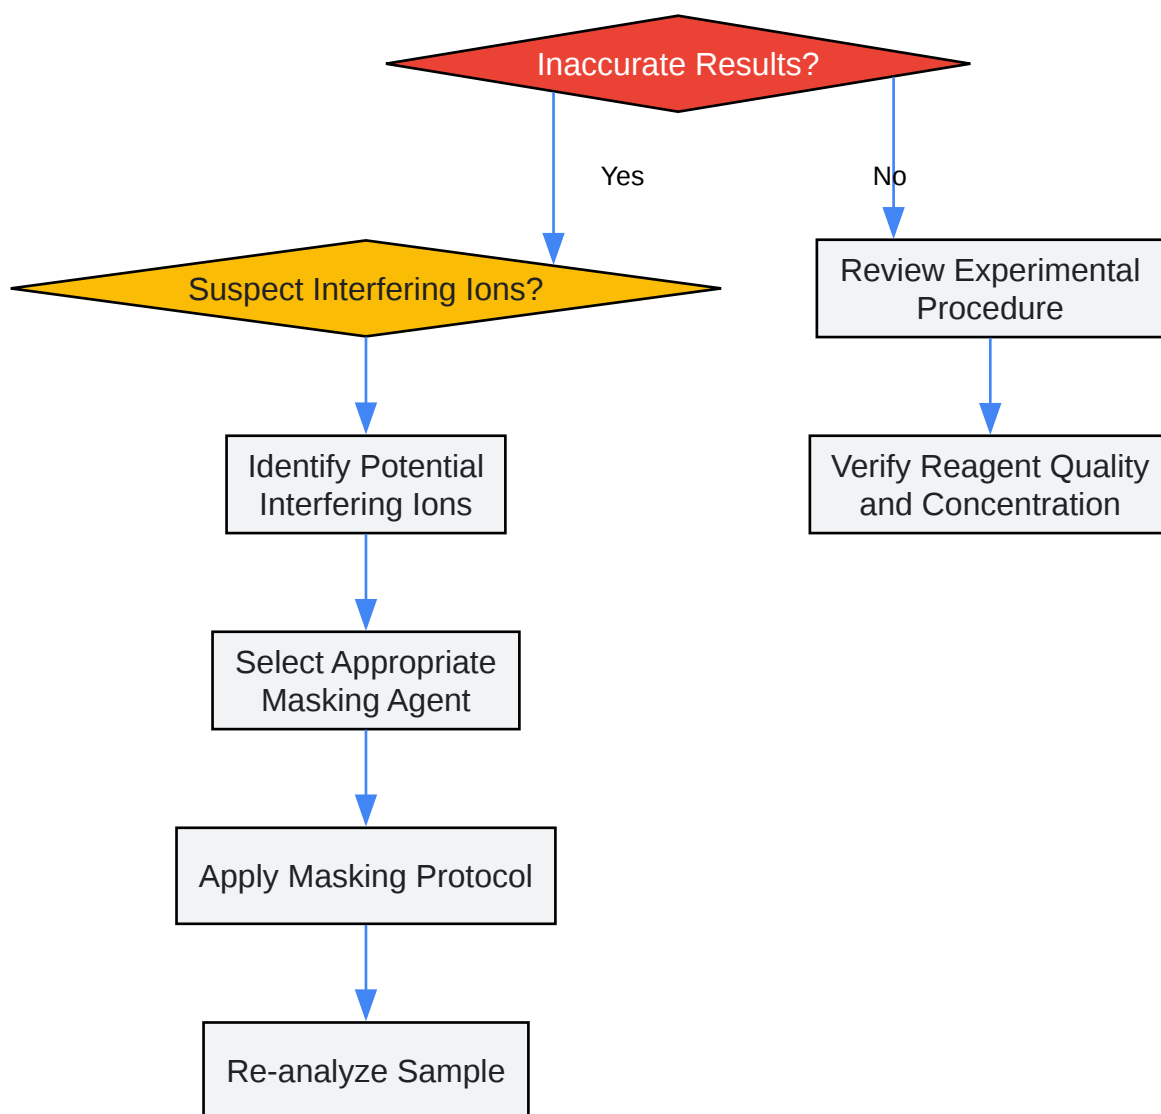 Inaccurate Results?
Yes
No
Suspect Interfering Ions?
Review Experimental
Procedure
Identify Potential
Interfering Ions
Verify Reagent Quality
and Concentration
Select Appropriate
Masking Agent
Apply Masking Protocol
Re-analyze Sample